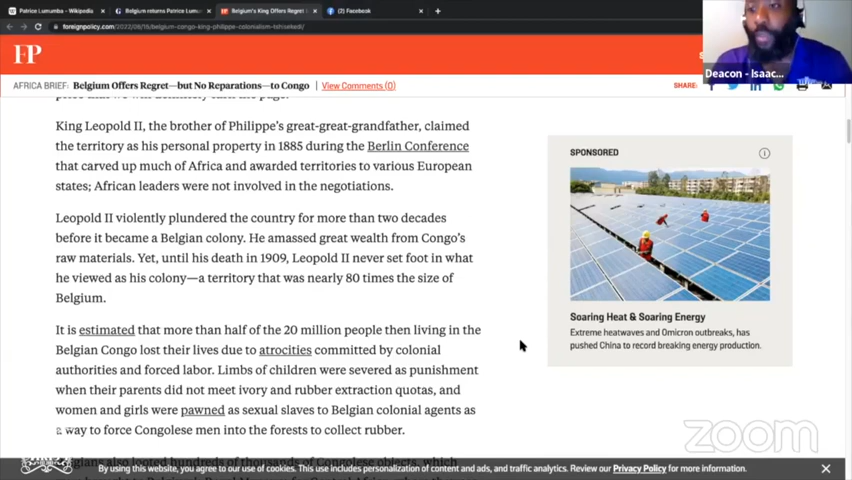 Patrice Lumumba - Wikipedia
Belgium returns Patrice Lumum
Belgium's King Offers Regret
(2) Facebook
foreignpolicy.com/2022/06/15/belgium-congo-king-philippe-colonialism-tshisekedi/
FP
Deacon - Isaac...
AFRICA BRIEF: Belgium Offers Regret—but No Reparations—to Congo
View Comments (0)
SHARE:
King Leopold II, the brother of Philippe's great-great-grandfather, claimed
the territory as his personal property in 1885 during the Berlin Conference
that carved up much of Africa and awarded territories to various European
states; African leaders were not involved in the negotiations.
Leopold II violently plundered the country for more than two decades
before it became a Belgian colony. He amassed great wealth from Congo's
raw materials. Yet, until his death in 1909, Leopold II never set foot in what
he viewed as his colony—a territory that was nearly 80 times the size of
Belgium.
It is estimated that more than half of the 20 million people then living in the
Belgian Congo lost their lives due to atrocities committed by colonial
authorities and forced labor. Limbs of children were severed as punishment
when their parents did not meet ivory and rubber extraction quotas, and
women and girls were pawned as sexual slaves to Belgian colonial agents as
a way to force Congolese men into the forests to collect rubber.
SPONSORED
Soaring Heat & Soaring Energy
Extreme heatwaves and Omicron outbreaks, has
pushed China to record breaking energy production.
zoom
also looted hundreds of thousands of Congolese objects, which
By using this website, you agree to our use of cookies. This use includes personalization of content and ads, and traffic analytics. Review our Privacy Policy for more information.